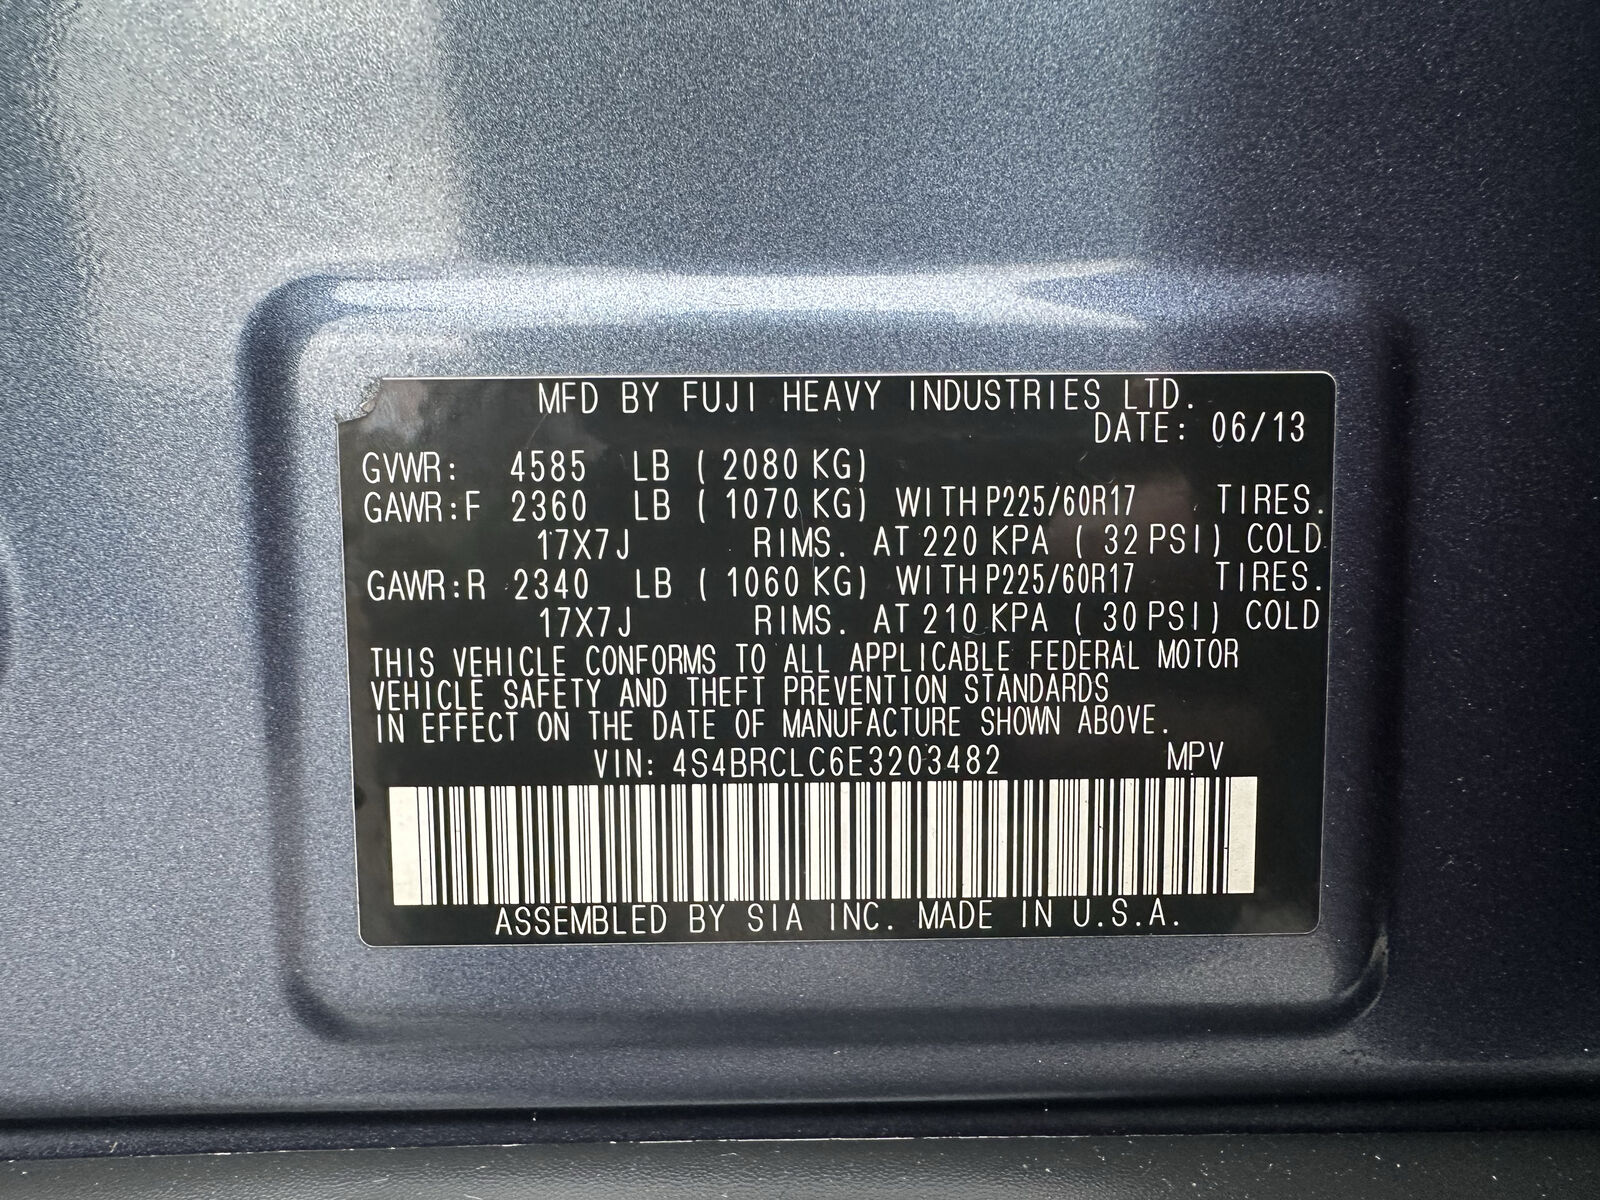 MFD BY FUJI HEAVY INDUSTRIES LTD.
DATE: 06/13
GVWR: 4585 LB ( 2080 KG)
GAWR:F 2360 LB ( 1070 KG) WITH P225/60R17 TIRES.
17X7J RIMS. AT 220 KPA ( 32 PSI) COLD
GAWR:R 2340 LB ( 1060 KG) WITH P225/60R17 TIRES.
17X7J RIMS. AT 210 KPA ( 30 PSI) COLD
THIS VEHICLE CONFORMS TO ALL APPLICABLE FEDERAL MOTOR
VEHICLE SAFETY AND THEFT PREVENTION STANDARDS
IN EFFECT ON THE DATE OF MANUFACTURE SHOWN ABOVE.
VIN: 4S4BRCLC6E3203482 MPV
ASSEMBLED BY SIA INC. MADE IN U.S.A.